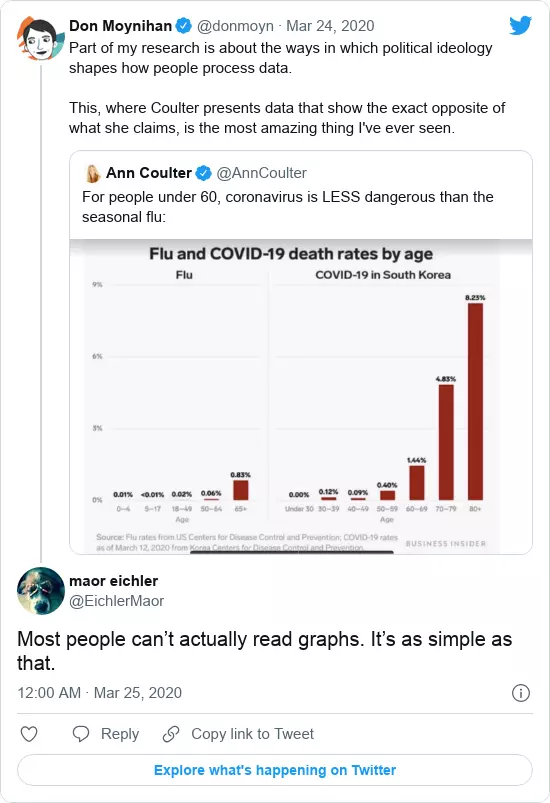 Don Moynihan @donmoyn · Mar 24, 2020
Part of my research is about the ways in which political ideology
shapes how people process data.
This, where Coulter presents data that show the exact opposite of
what she claims, is the most amazing thing I've ever seen.
Ann Coulter @AnnCoulter
For people under 60, coronavirus is LESS dangerous than the
seasonal flu:
Flu and COVID-19 death rates by age
Flu
9%
6%
3%
0%
0.01% <0.01% 0.02% 0.06% 0.83%
0–4 5–17 18–49 50–64 65+
Age
COVID-19 in South Korea
0.00% 0.12% 0.09% 0.40% 1.44% 4.83% 8.23%
Under 30 30–39 40–49 50–59 60–69 70–79 80+
Age
Source: Flu rates from US Centers for Disease Control and Prevention; COVID-19 rates
as of March 12, 2020 from Korea Centers for Disease Control and Prevention.
BUSINESS INSIDER
maor eichler
@EichlerMaor
Most people can’t actually read graphs. It’s as simple as
that.
12:00 AM · Mar 25, 2020
Reply
Copy link to Tweet
Explore what's happening on Twitter